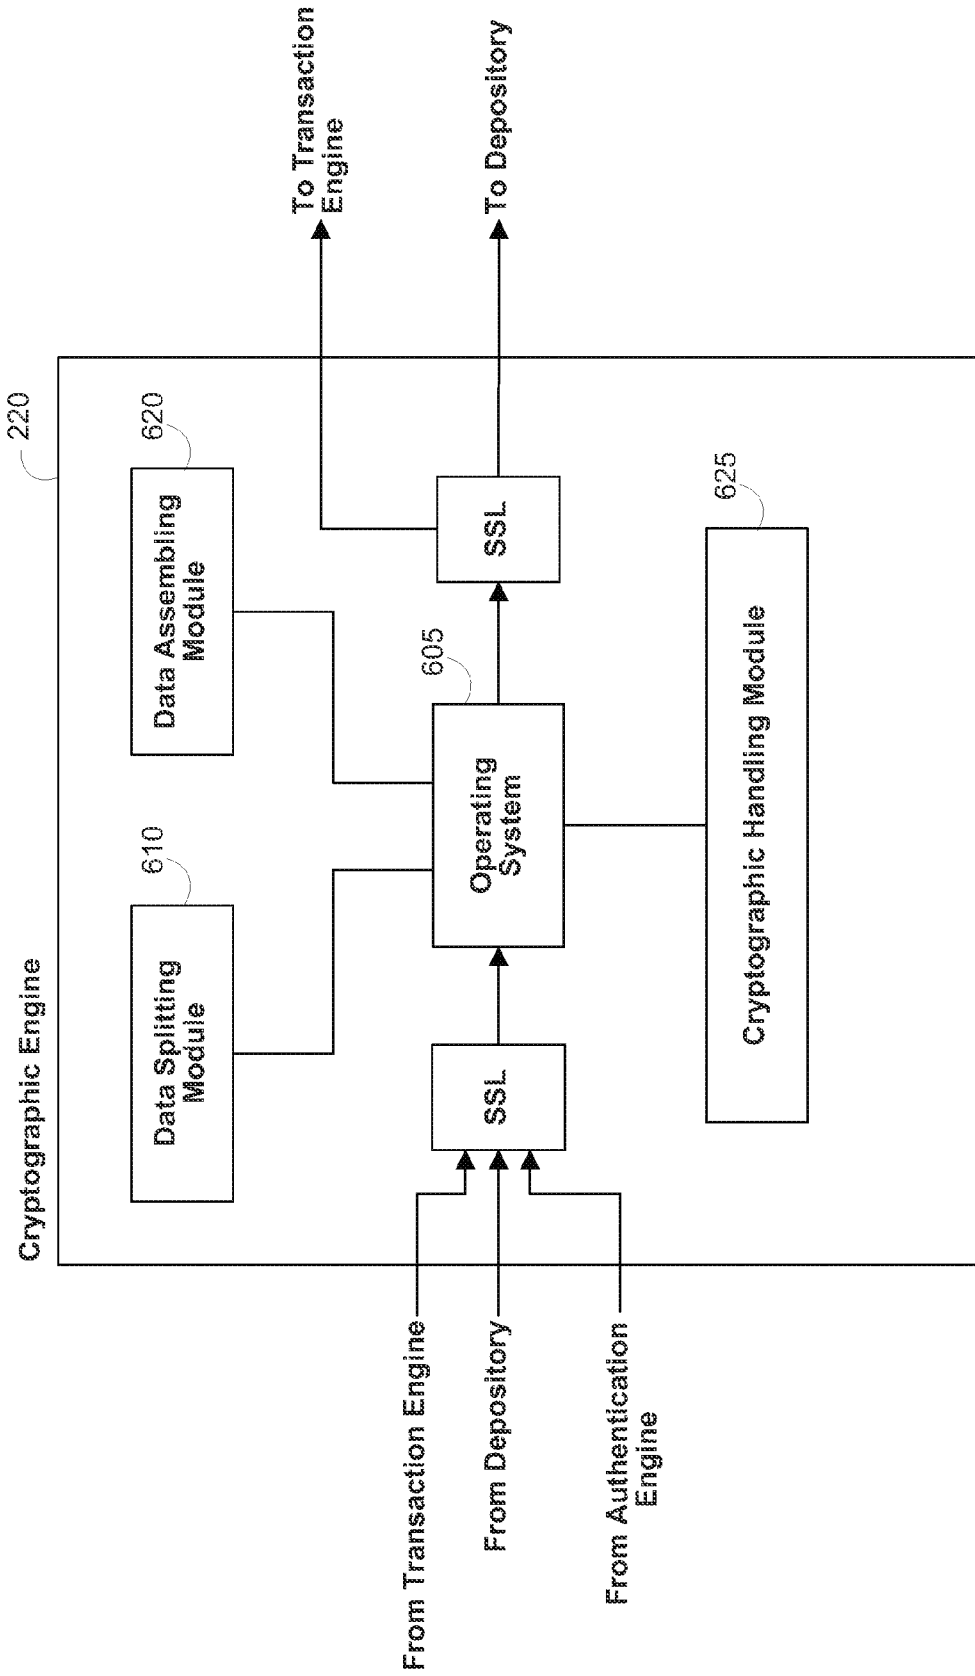 Cryptographic Engine
220
Data Splitting
Module
610
Data Assembling
Module
620
To Transaction
Engine
From Transaction Engine
From Depository
From Authentication
Engine
SSL
Operating
System
605
SSL
To Depository
Cryptographic Handling Module
625